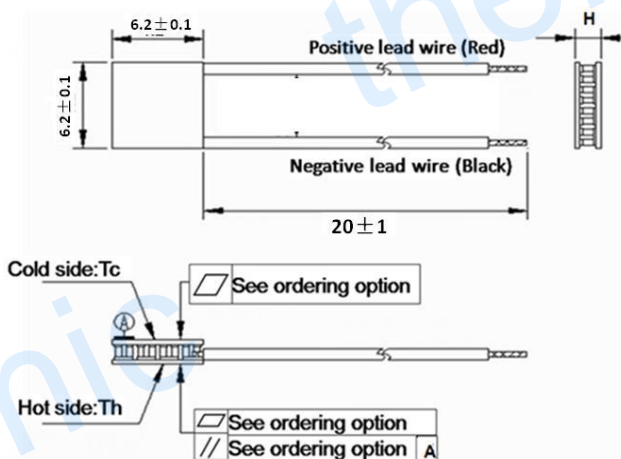 6.2±0.1
H
Positive lead wire (Red)
6.2±0.1
Negative lead wire (Black)
20±1
Cold side:Tc
See ordering option
A
Hot side:Th
See ordering option
// See ordering option A